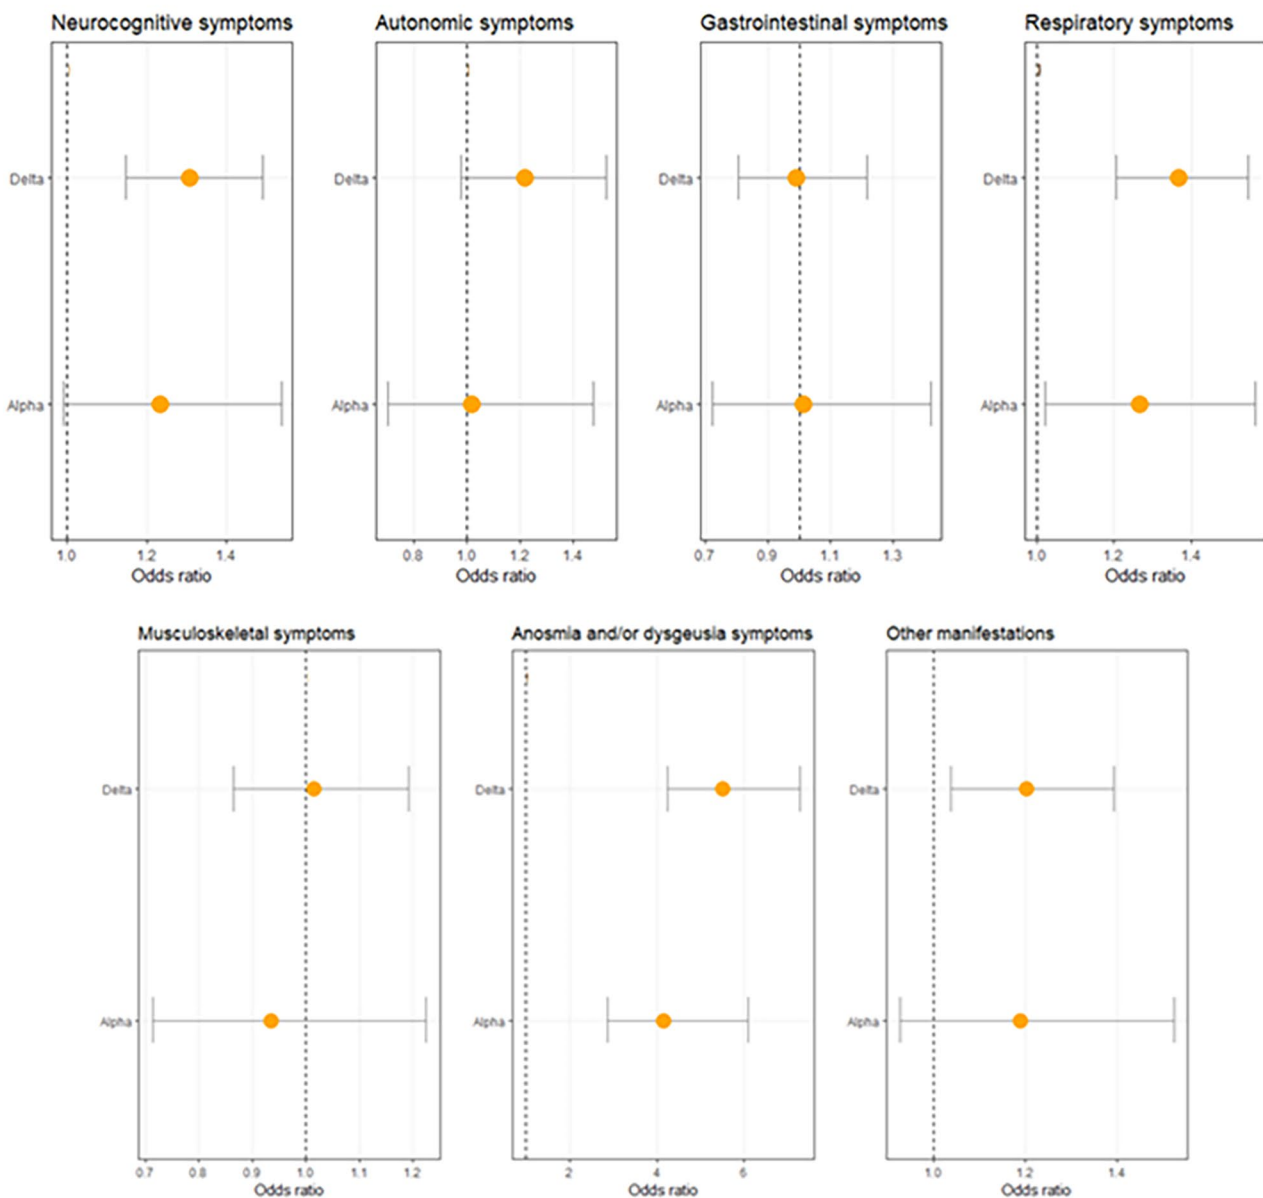 Neurocognitive symptoms
Delta
Alpha
1.0 1.2 1.4
Odds ratio
Autonomic symptoms
Delta
Alpha
0.8 1.0 1.2 1.4
Odds ratio
Gastrointestinal symptoms
Delta
Alpha
0.7 0.9 1.1 1.3
Odds ratio
Respiratory symptoms
Delta
Alpha
1.0 1.2 1.4
Odds ratio
Musculoskeletal symptoms
Delta
Alpha
0.7 0.8 0.9 1.0 1.1 1.2
Odds ratio
Anosmia and/or dysgeusia symptoms
Delta
Alpha
2 4 6
Odds ratio
Other manifestations
Delta
Alpha
1.0 1.2 1.4
Odds ratio